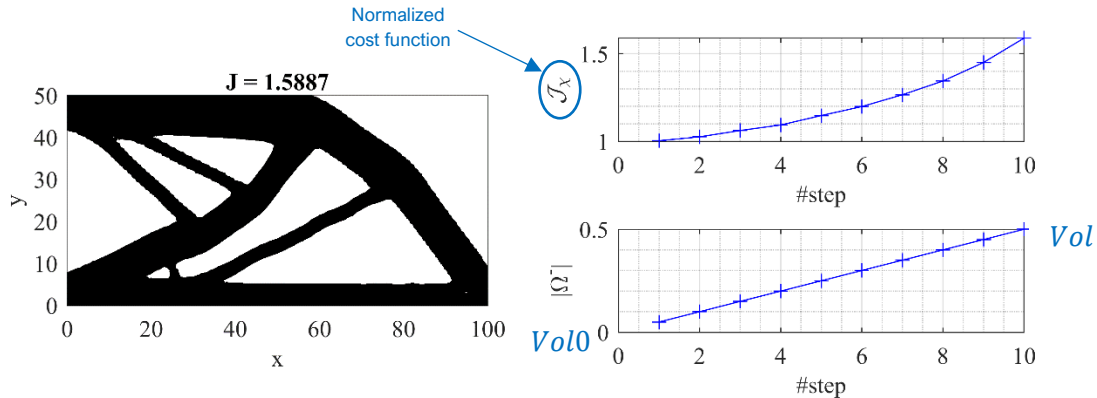 Normalized
cost function
J = 1.5887
50
40
30
20
10
0
y
0 20 40 60 80 100
x
1.5
1
𝒥χ
0 2 4 6 8 10
#step
0.5
0
|Ω⁻|
Vol
Vol0
0 2 4 6 8 10
#step